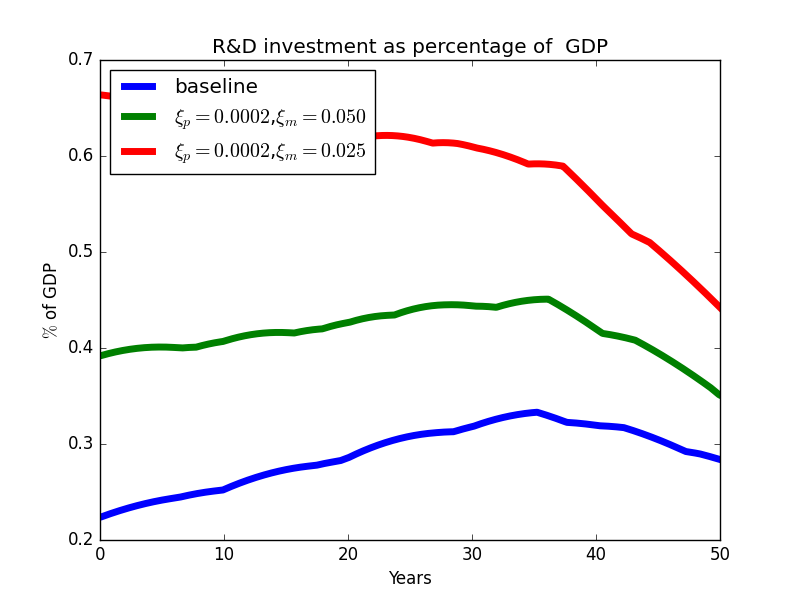 R&D investment as percentage of GDP
0.7
baseline
ξp = 0.0002,ξm = 0.050
ξp = 0.0002,ξm = 0.025
0.6
0.5
0.4
0.3
0.2
% of GDP
0 10 20 30 40 50
Years